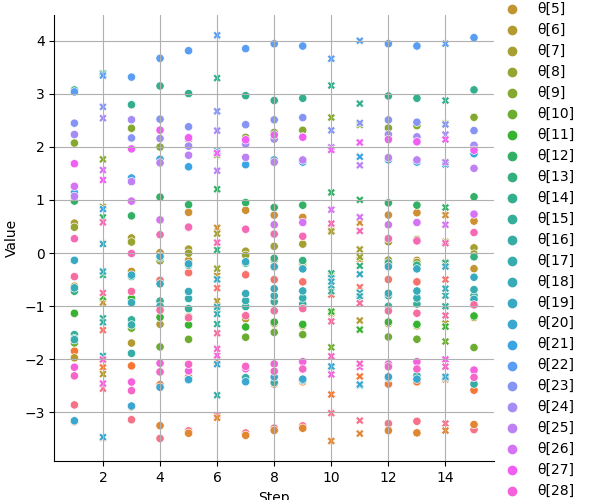 Value
4
3
2
1
0
−1
−2
−3
2
4
6
8
10
12
14
Step
θ[5]
θ[6]
θ[7]
θ[8]
θ[9]
θ[10]
θ[11]
θ[12]
θ[13]
θ[14]
θ[15]
θ[16]
θ[17]
θ[18]
θ[19]
θ[20]
θ[21]
θ[22]
θ[23]
θ[24]
θ[25]
θ[26]
θ[27]
θ[28]